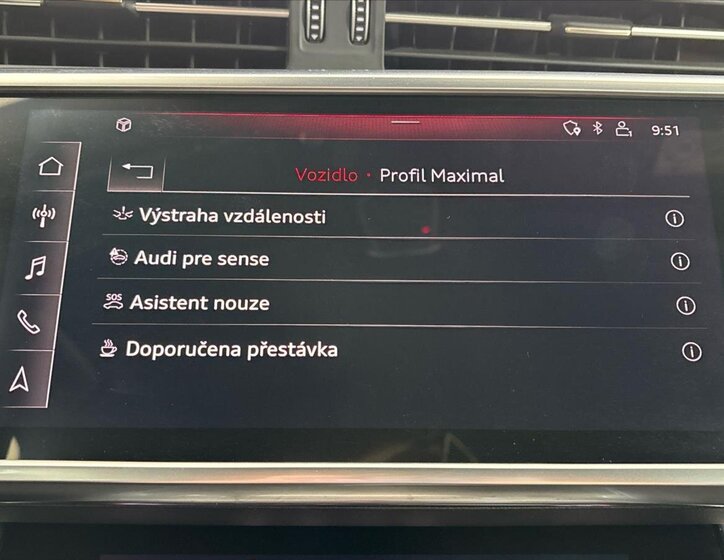 9:51
Vozidlo · Profil Maximal
Výstraha vzdálenosti
Audi pre sense
SOS Asistent nouze
Doporučena přestávka